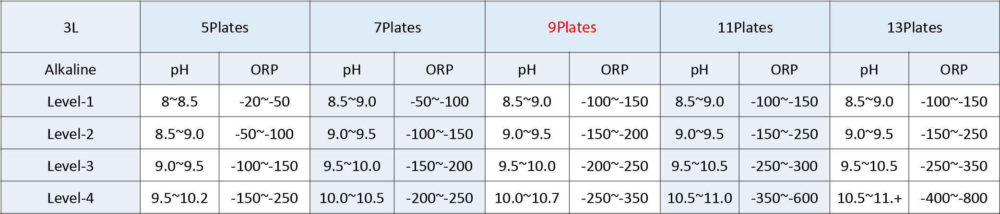 3L 5Plates 7Plates 9Plates 11Plates 13Plates
Alkaline pH ORP pH ORP pH ORP pH ORP pH ORP
Level-1 8~8.5 -20~-50 8.5~9.0 -50~-100 8.5~9.0 -100~-150 8.5~9.0 -100~-150 8.5~9.0 -100~-150
Level-2 8.5~9.0 -50~-100 9.0~9.5 -100~-150 9.0~9.5 -150~-200 9.0~9.5 -150~-250 9.0~9.5 -150~-250
Level-3 9.0~9.5 -100~-150 9.5~10.0 -150~-200 9.5~10.0 -200~-250 9.5~10.5 -250~-300 9.5~10.5 -250~-350
Level-4 9.5~10.2 -150~-250 10.0~10.5 -200~-250 10.0~10.7 -250~-350 10.5~11.0 -350~-600 10.5~11.+ -400~-800